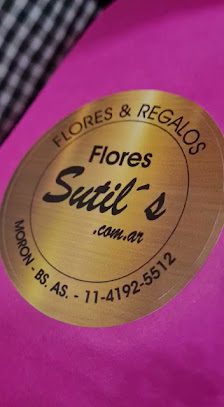 FLORES & REGALOS
Flores
Sutil´s
.com.ar
MORON - BS. AS. - 11-4192-5512